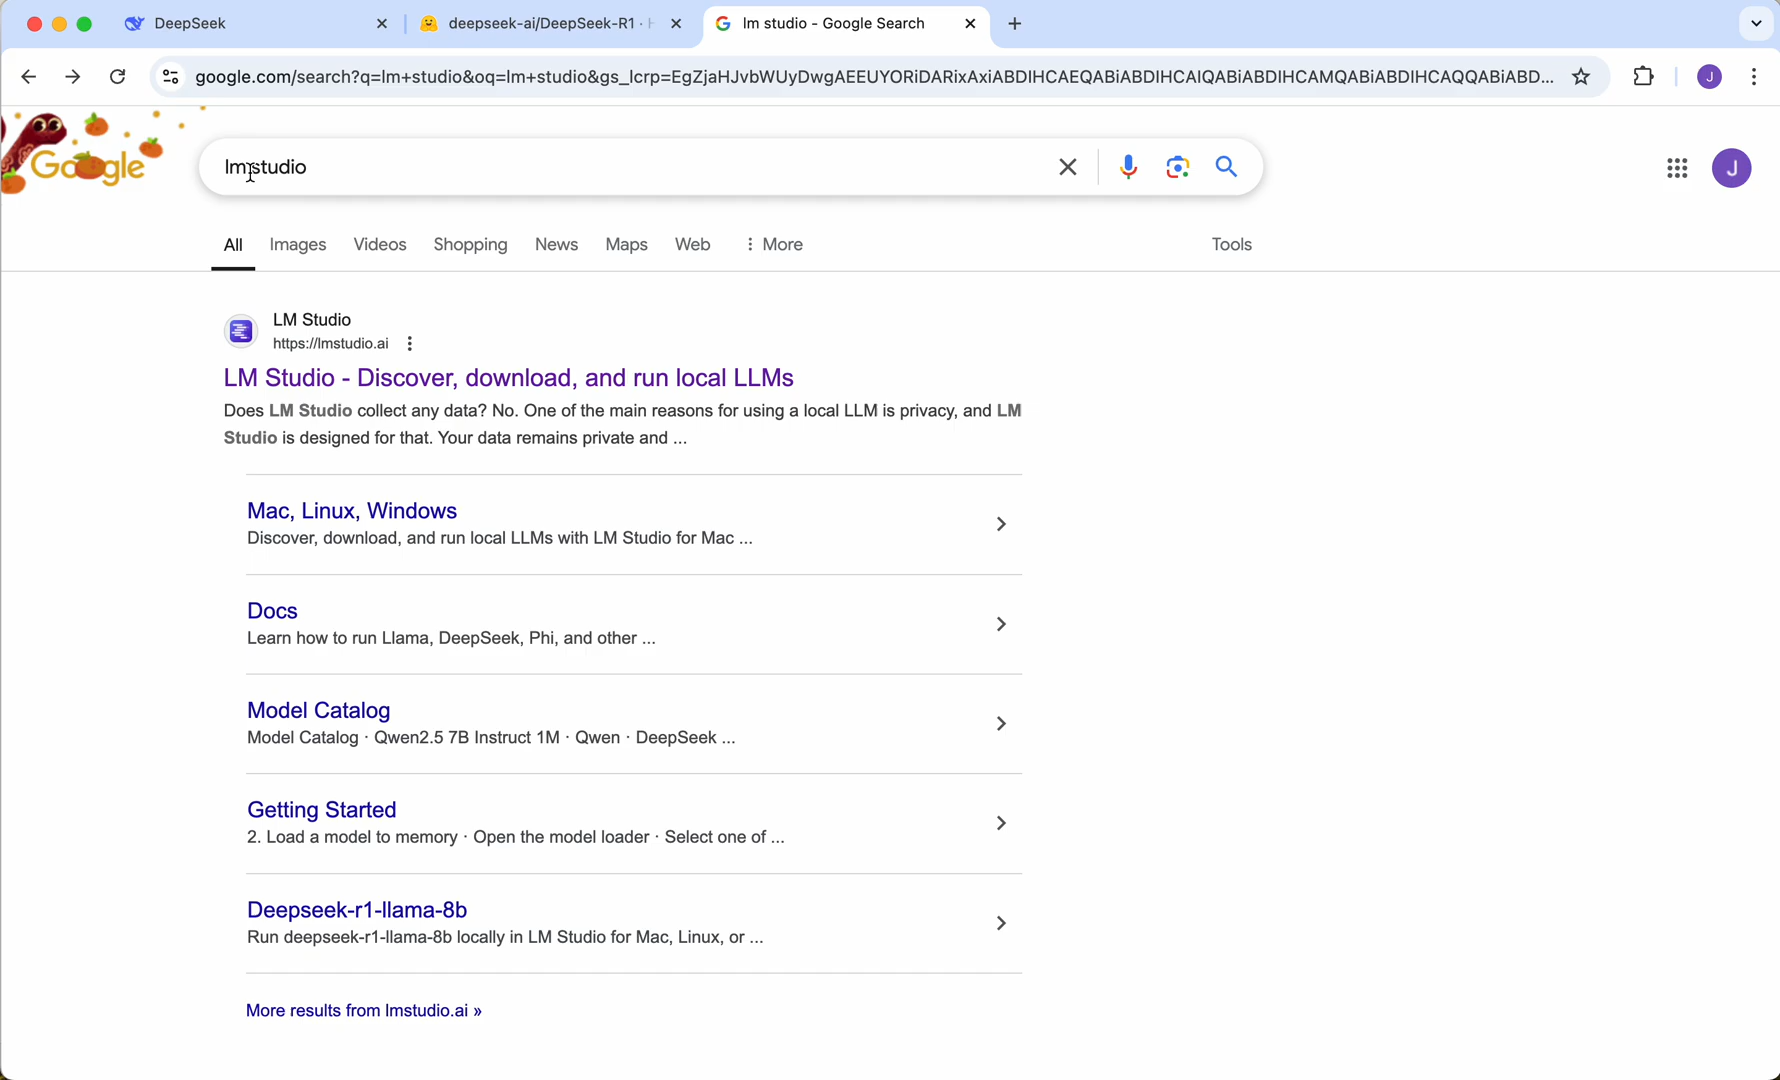 DeepSeek
deepseek-ai/DeepSeek-R1 · H
lm studio - Google Search
google.com/search?q=lm+studio&oq=lm+studio&gs_lcrp=EgZjaHJvbWUyDwgAEEUYORiDARixAxiABDIHCAEQABiABDIHCAIQABiABDIHCAMQABiABDIHCAQQABiABD...
J
Google
lm studio
J
All Images Videos Shopping News Maps Web More Tools
LM Studio
https://lmstudio.ai
LM Studio - Discover, download, and run local LLMs
Does LM Studio collect any data? No. One of the main reasons for using a local LLM is privacy, and LM
Studio is designed for that. Your data remains private and ...
Mac, Linux, Windows
Discover, download, and run local LLMs with LM Studio for Mac ...
Docs
Learn how to run Llama, DeepSeek, Phi, and other ...
Model Catalog
Model Catalog · Qwen2.5 7B Instruct 1M · Qwen · DeepSeek ...
Getting Started
2. Load a model to memory · Open the model loader · Select one of ...
Deepseek-r1-llama-8b
Run deepseek-r1-llama-8b locally in LM Studio for Mac, Linux, or ...
More results from lmstudio.ai »